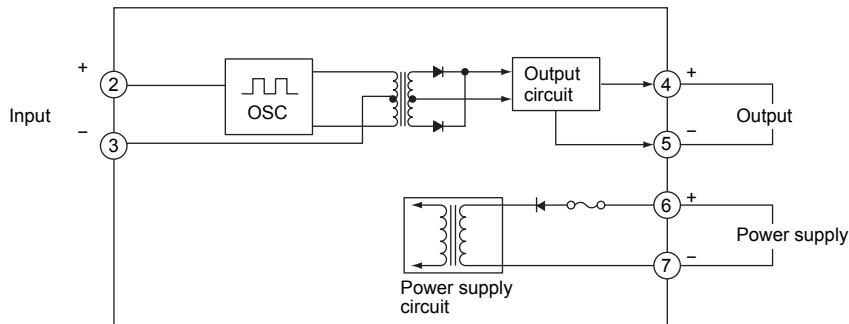 +
2
OSC
Output
circuit
4
+
Input
Output
−
3
−
5
6
+
Power supply
7
−
Power supply
circuit